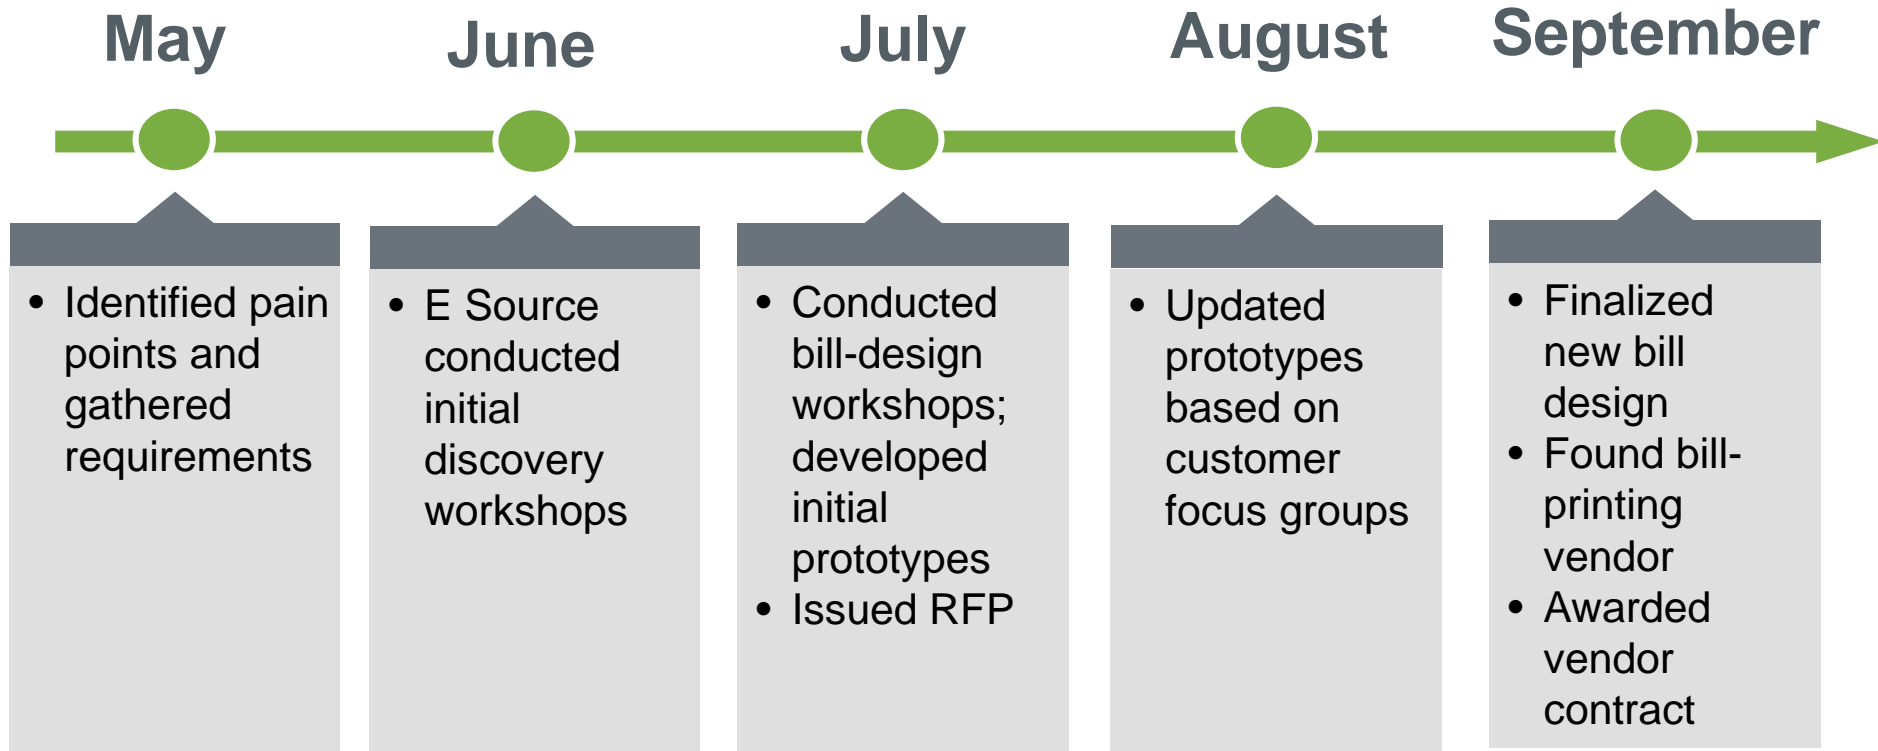 May
June
July
August
September
• Identified pain
points and
gathered
requirements
• E Source
conducted
initial
discovery
workshops
• Conducted
bill-design
workshops;
developed
initial
prototypes
• Issued RFP
• Updated
prototypes
based on
customer
focus groups
• Finalized
new bill
design
• Found bill-
printing
vendor
• Awarded
vendor
contract